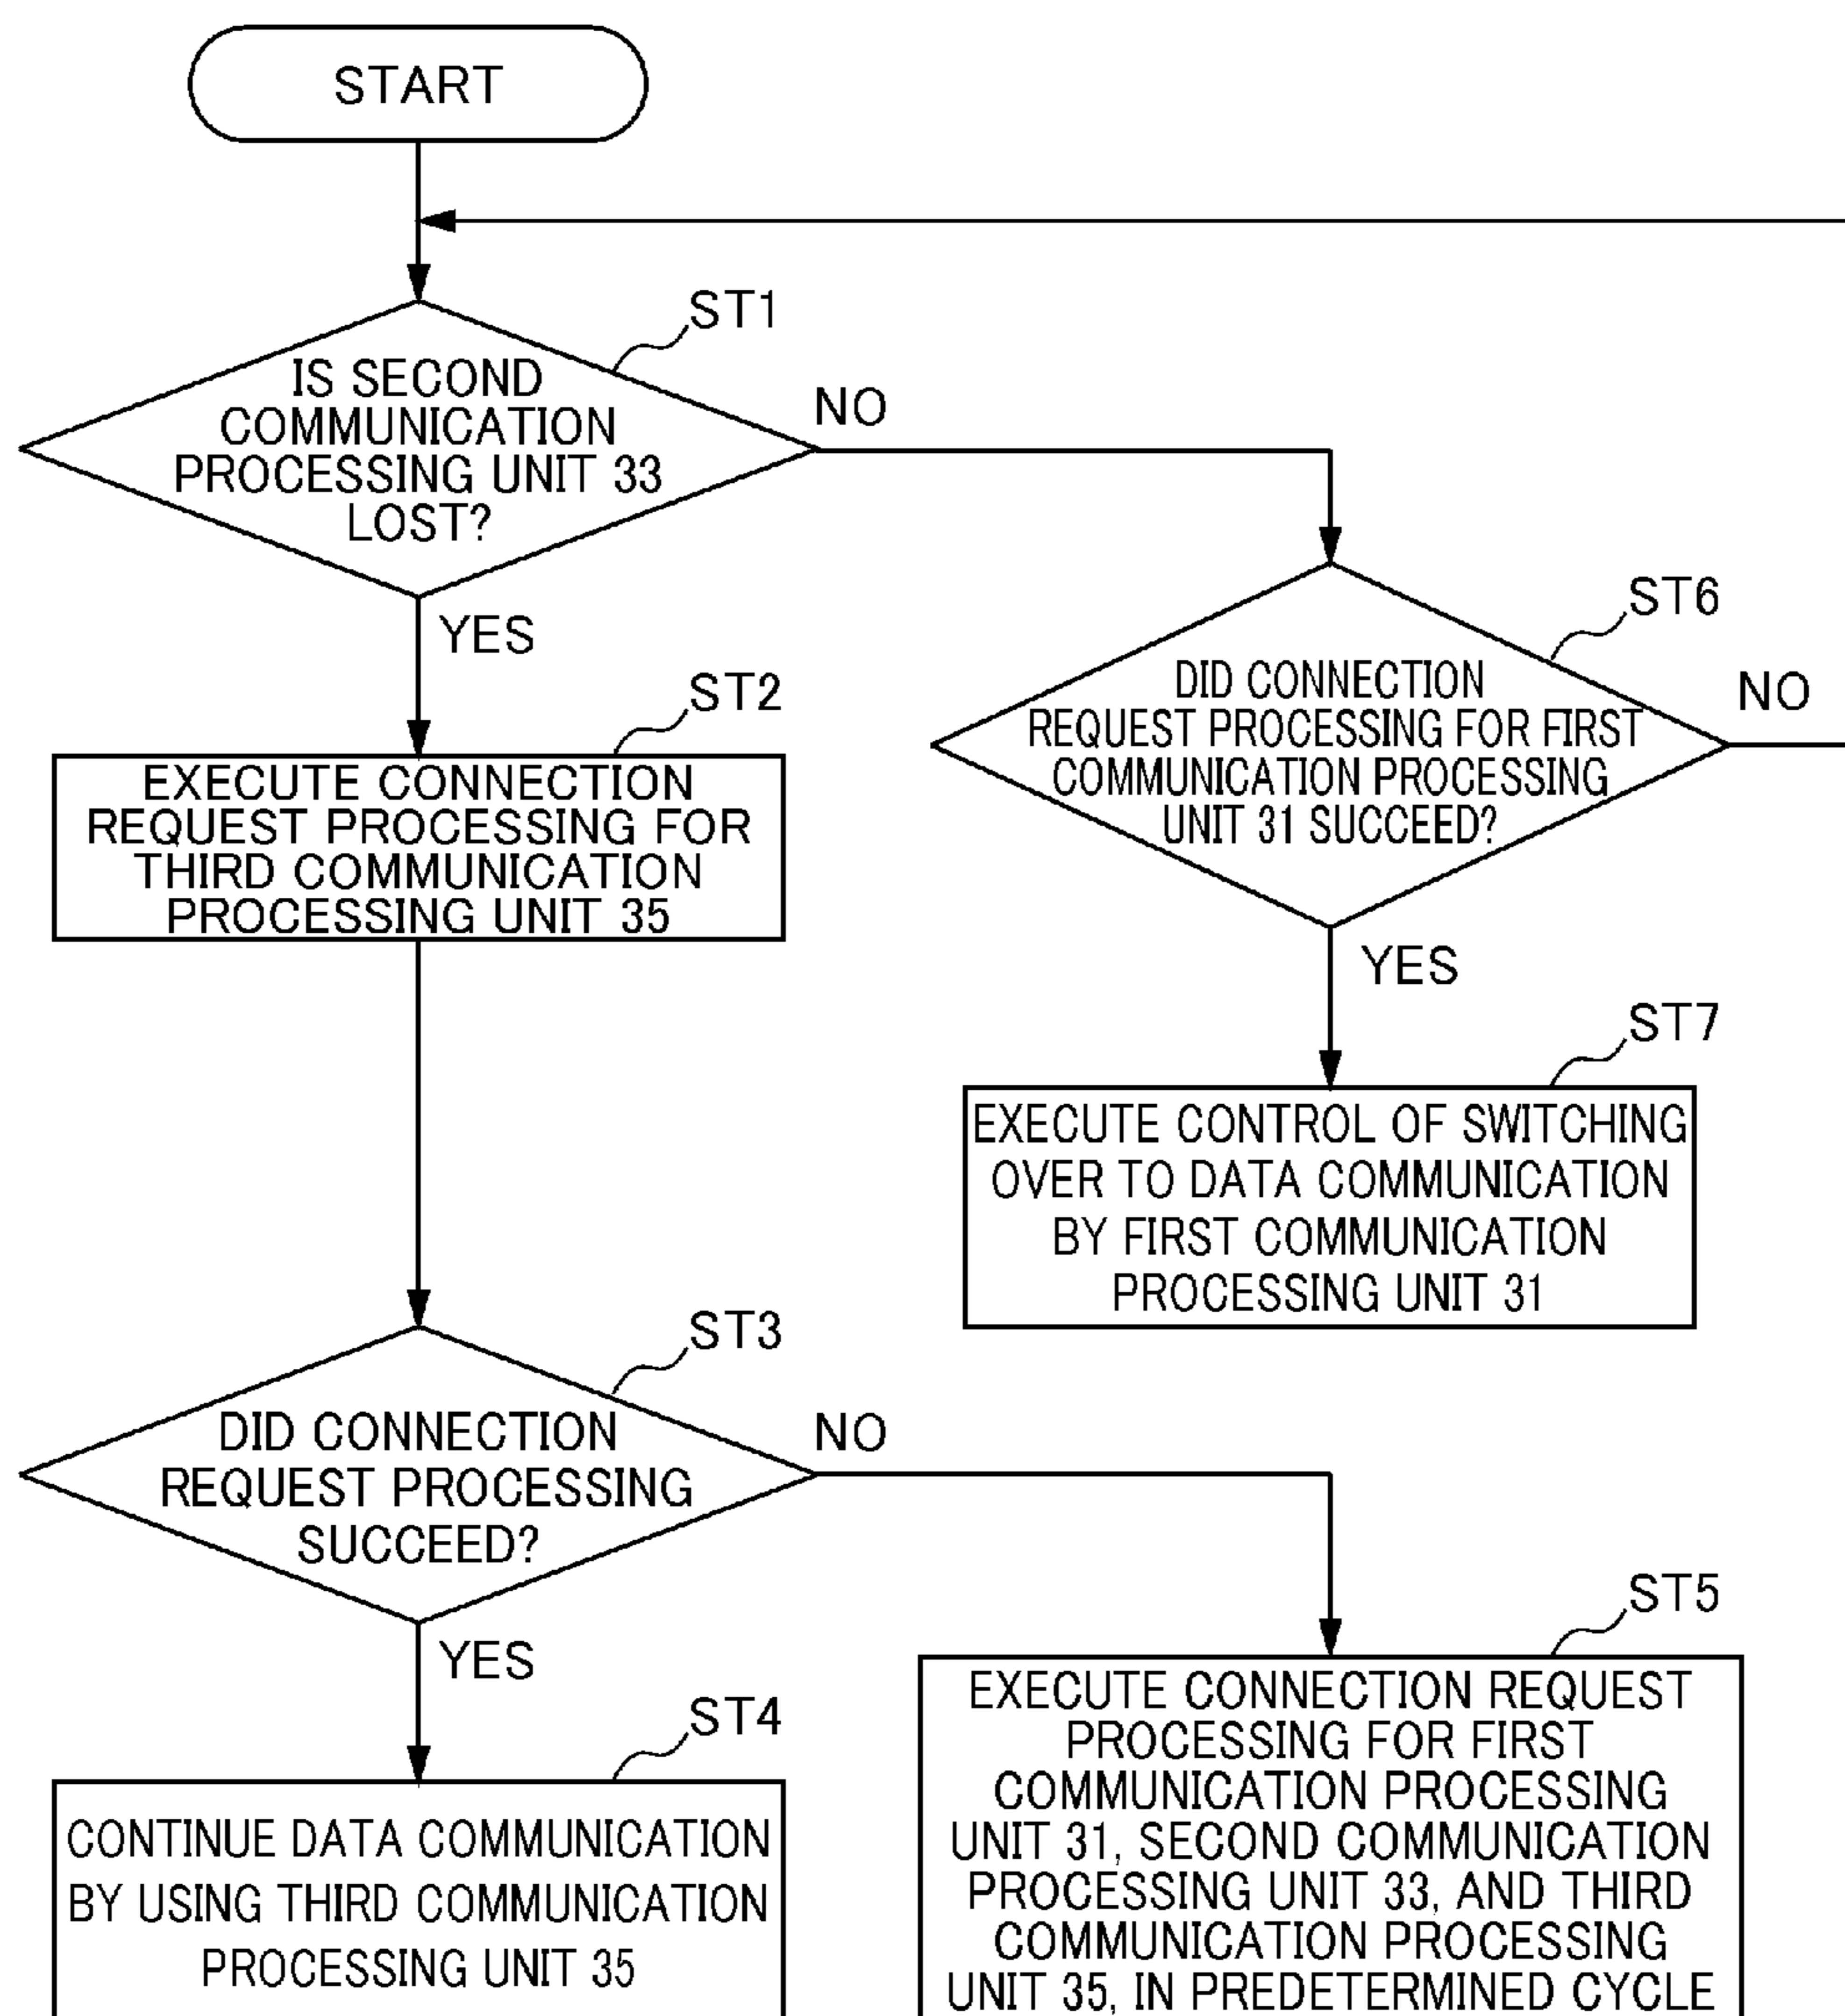 START
ST1
IS SECOND
COMMUNICATION
PROCESSING UNIT 33
LOST?
NO
YES
ST6
DID CONNECTION
REQUEST PROCESSING FOR FIRST
COMMUNICATION PROCESSING
UNIT 31 SUCCEED?
NO
YES
ST2
EXECUTE CONNECTION
REQUEST PROCESSING FOR
THIRD COMMUNICATION
PROCESSING UNIT 35
ST7
EXECUTE CONTROL OF SWITCHING
OVER TO DATA COMMUNICATION
BY FIRST COMMUNICATION
PROCESSING UNIT 31
ST3
DID CONNECTION
REQUEST PROCESSING
SUCCEED?
NO
YES
ST4
CONTINUE DATA COMMUNICATION
BY USING THIRD COMMUNICATION
PROCESSING UNIT 35
ST5
EXECUTE CONNECTION REQUEST
PROCESSING FOR FIRST
COMMUNICATION PROCESSING
UNIT 31, SECOND COMMUNICATION
PROCESSING UNIT 33, AND THIRD
COMMUNICATION PROCESSING
UNIT 35, IN PREDETERMINED CYCLE